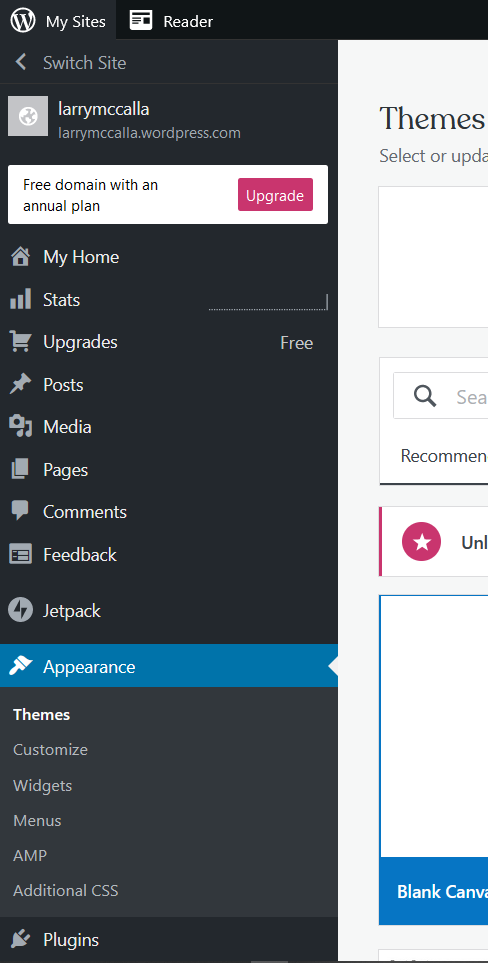 My Sites
Reader
Switch Site
larrymccalla
larrymccalla.wordpress.com
Free domain with an
annual plan
Upgrade
My Home
Stats
Upgrades
Free
Posts
Media
Pages
Comments
Feedback
Jetpack
Appearance
Themes
Customize
Widgets
Menus
AMP
Additional CSS
Plugins
Themes
Select or upda
Sea
Recommen
Unl
Blank Canva